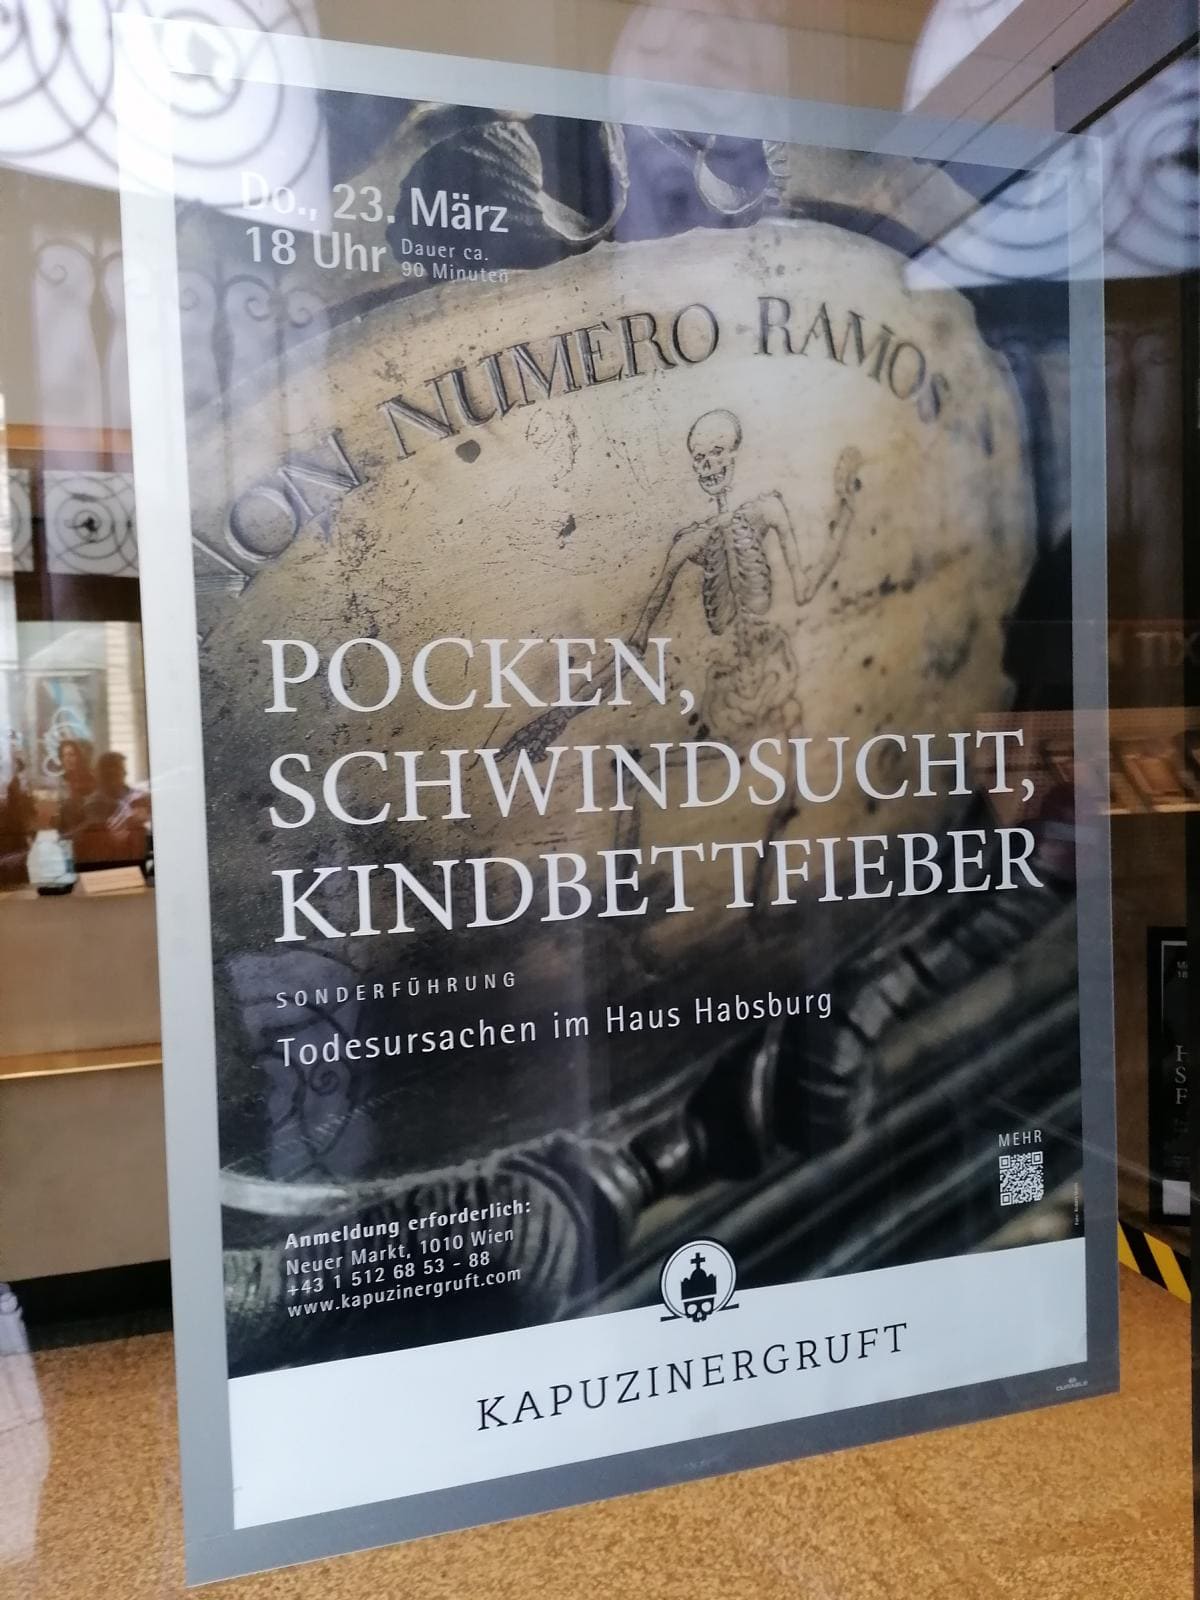 Do., 23. März
18 Uhr Dauer ca.
90 Minuten
NON NUMERO RAMOS
POCKEN,
SCHWINDSUCHT,
KINDBETTFIEBER
SONDERFÜHRUNG
Todesursachen im Haus Habsburg
MEHR
Anmeldung erforderlich:
Neuer Markt, 1010 Wien
+43 1 512 68 53 - 88
www.kapuzinergruft.com
KAPUZINERGRUFT
DURABLE